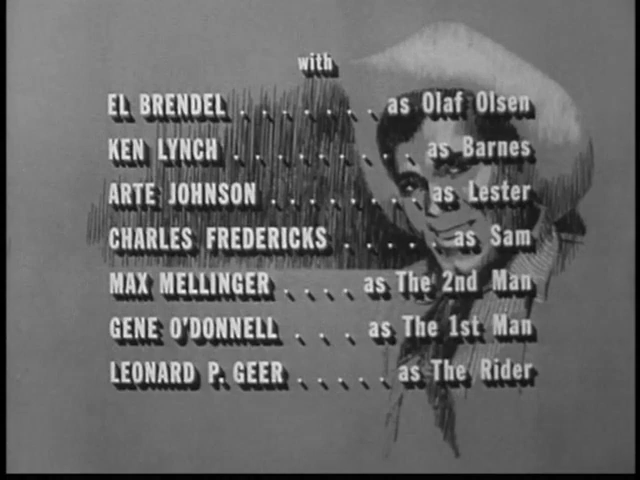 with
EL BRENDEL . . . . . . . as Olaf Olsen
KEN LYNCH . . . . . . . . as Barnes
ARTE JOHNSON . . . . . . . as Lester
CHARLES FREDERICKS . . . . . as Sam
MAX MELLINGER . . . . as The 2nd Man
GENE O'DONNELL . . . as The 1st Man
LEONARD P. GEER . . . . . as The Rider